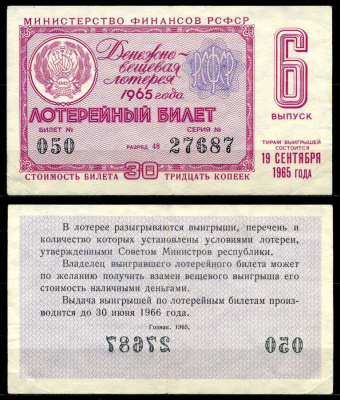 МИНИСТЕРСТВО ФИНАНСОВ РСФСР
Денежно-
вещевая
лотерея
1965 года
РСФСР
6
ВЫПУСК
ЛОТЕРЕЙНЫЙ БИЛЕТ
БИЛЕТ № СЕРИЯ №
050 РАЗРЯД 48 27687
ТИРАЖ ВЫИГРЫШЕЙ
СОСТОИТСЯ
19 СЕНТЯБРЯ
1965 ГОДА
СТОИМОСТЬ БИЛЕТА 30 ТРИДЦАТЬ КОПЕЕК
В лотерее разыгрываются выигрыши, перечень и
количество которых установлены условиями лотереи,
утвержденными Советом Министров республики.
Владелец выигравшего лотерейного билета может
по желанию получить взамен вещевого выигрыша его
стоимость наличными деньгами.
Выдача выигрышей по лотерейным билетам произ-
водится до 30 июня 1966 года.
Гознак. 1965.
27687 050